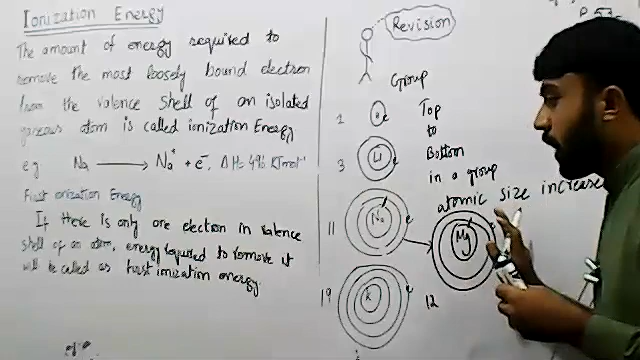 Ionization Energy
The amount of energy required to
remove the most loosely bound electron
from the valence shell of an isolated
gaseous atom is called ionization Energy
e.g Na → Na⁺ + e⁻, ΔH= 496 KJmol⁻¹
First ionization Energy
If there is only one electron in valence
shell of an atom, energy required to remove it
will be called as first ionization energy.
Revision
Group
1
Top
to
Bottom
in a group
atomic size increase
3 Li
11 Na e
Mg
19 K e
12